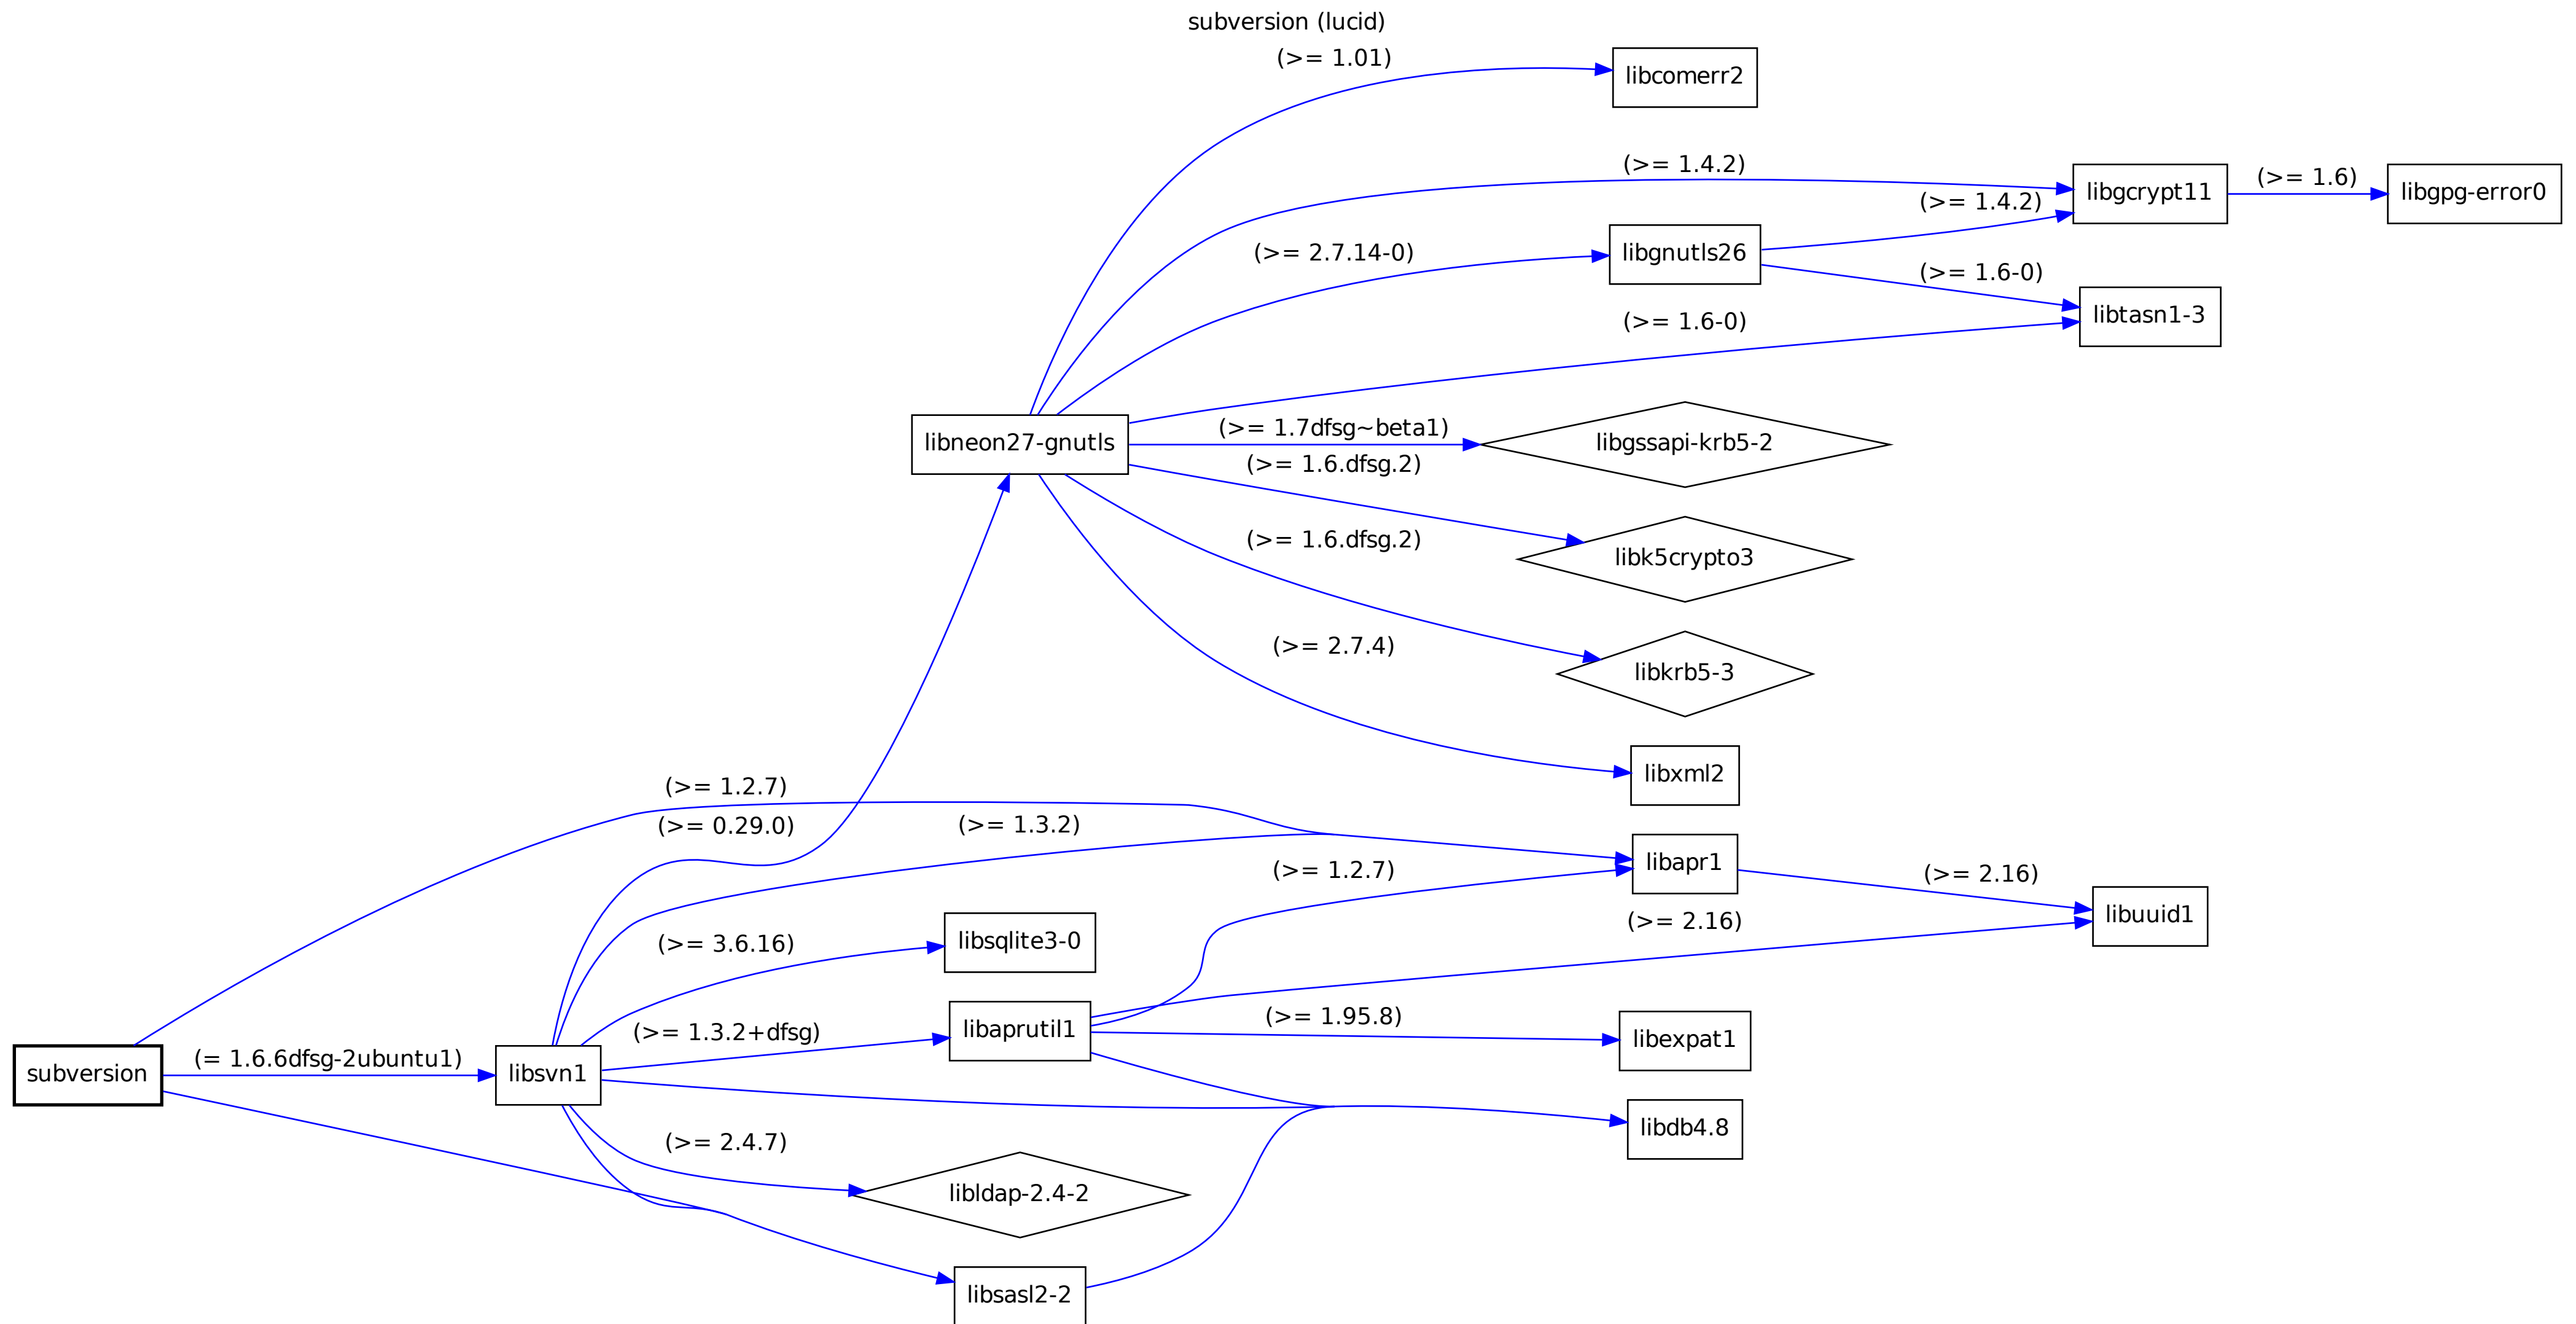 subversion (lucid)
(>= 1.01)
libcomerr2
(>= 1.4.2)
libgcrypt11
(>= 1.6)
libgpg-error0
(>= 1.4.2)
(>= 2.7.14-0)
libgnutls26
(>= 1.6-0)
libtasn1-3
(>= 1.6-0)
libneon27-gnutls
(>= 1.7dfsg~beta1)
libgssapi-krb5-2
(>= 1.6.dfsg.2)
libk5crypto3
(>= 1.6.dfsg.2)
libkrb5-3
(>= 2.7.4)
libxml2
(>= 1.2.7)
(>= 0.29.0)
(>= 1.3.2)
(>= 1.2.7)
libapr1
(>= 2.16)
libuuid1
(>= 2.16)
(>= 3.6.16)
libsqlite3-0
(>= 1.3.2+dfsg)
libaprutil1
(>= 1.95.8)
libexpat1
subversion
(= 1.6.6dfsg-2ubuntu1)
libsvn1
libdb4.8
(>= 2.4.7)
libldap-2.4-2
libsasl2-2